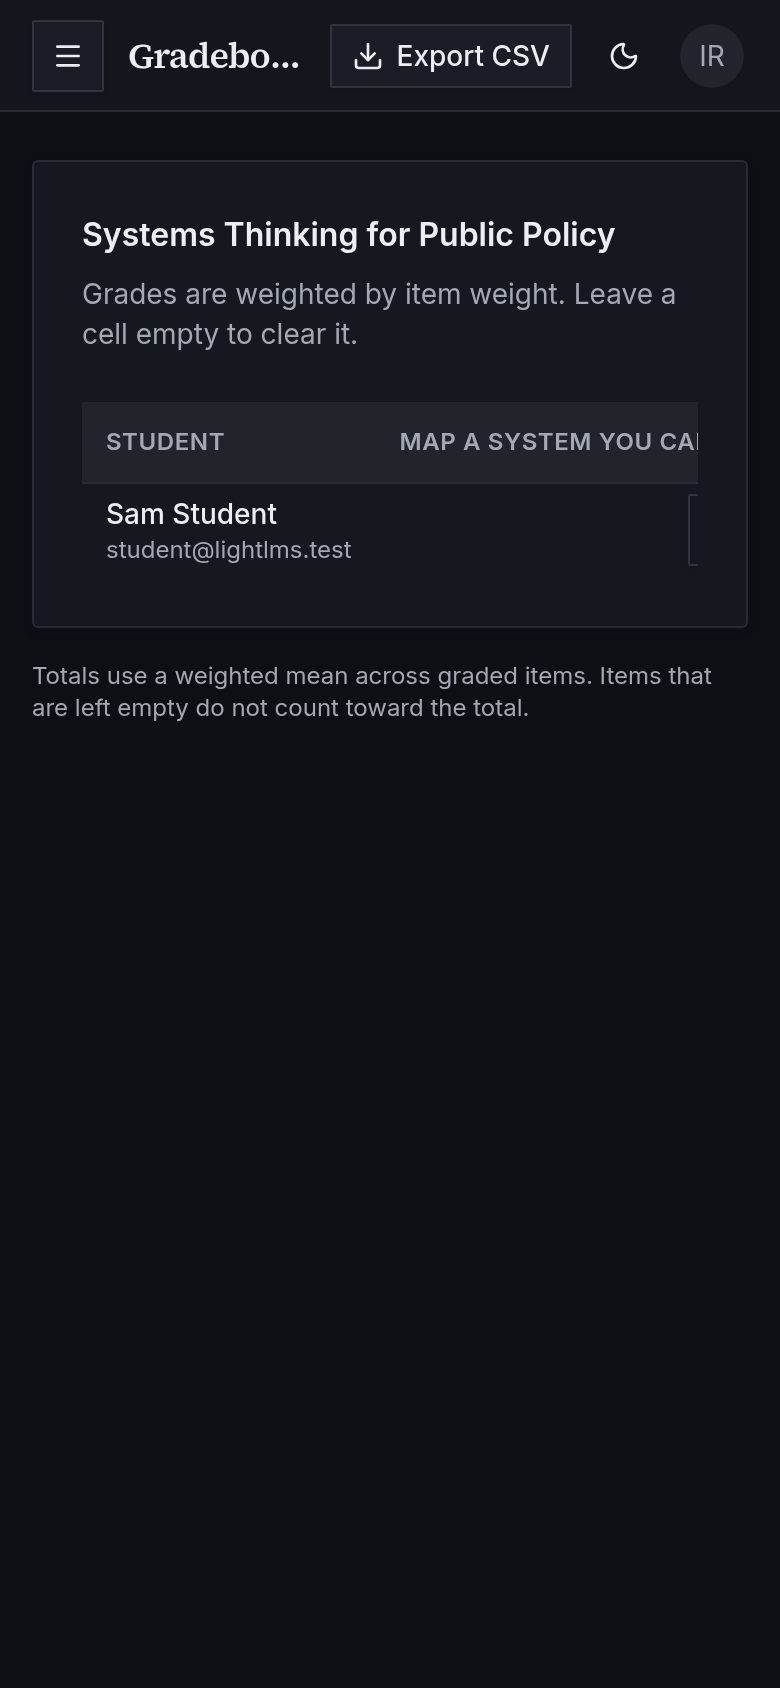 Gradebo...
Export CSV
IR
Systems Thinking for Public Policy
Grades are weighted by item weight. Leave a
cell empty to clear it.
STUDENT
MAP A SYSTEM YOU CA
Sam Student
student@lightlms.test
Totals use a weighted mean across graded items. Items that
are left empty do not count toward the total.